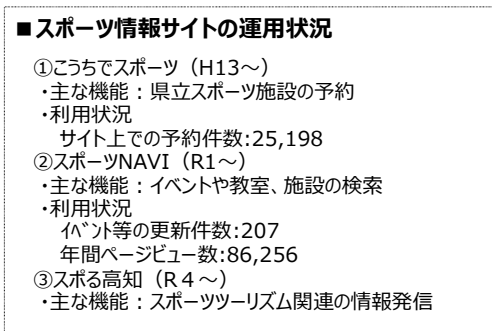 ■スポーツ情報サイトの運用状況
①こうちでスポーツ（H13～）
・主な機能：県立スポーツ施設の予約
・利用状況
サイト上での予約件数:25,198
②スポーツNAVI（R1～）
・主な機能：イベントや教室、施設の検索
・利用状況
ｲﾍﾞﾝﾄ等の更新件数:207
年間ページビュー数:86,256
③スポる高知（R４～）
・主な機能：スポーツツーリズム関連の情報発信